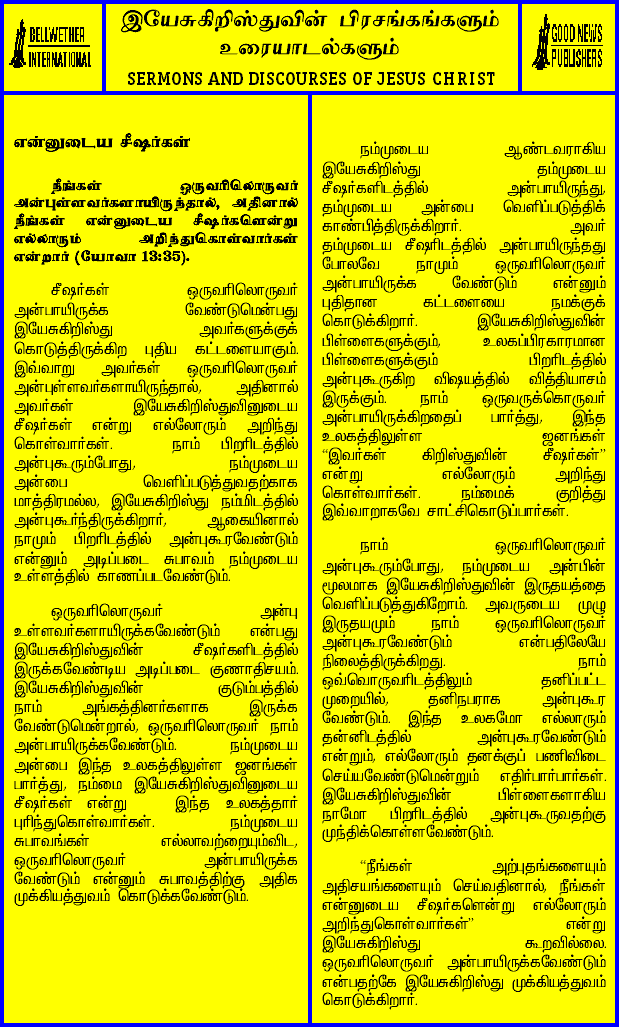 BELLWETHER
INTERNATIONAL
இயேசுகிறிஸ்துவின் பிரசங்கங்களும்
உரையாடல்களும்
SERMONS AND DISCOURSES OF JESUS CHRIST
GOOD NEWS
PUBLISHERS
என்னுடைய சீஷர்கள்
நீங்கள் ஒருவரிலொருவர்
அன்புள்ளவர்களாயிருந்தால், அதினால்
நீங்கள் என்னுடைய சீஷர்களென்று
எல்லாரும் அறிந்துகொள்வார்கள்
என்றார் (யோவா 13:35).
சீஷர்கள் ஒருவரிலொருவர்
அன்பாயிருக்க வேண்டுமென்பது
இயேசுகிறிஸ்து அவர்களுக்குக்
கொடுத்திருக்கிற புதிய கட்டளையாகும்.
இவ்வாறு அவர்கள் ஒருவரிலொருவர்
அன்புள்ளவர்களாயிருந்தால், அதினால்
அவர்கள் இயேசுகிறிஸ்துவினுடைய
சீஷர்கள் என்று எல்லோரும் அறிந்து
கொள்வார்கள். நாம் பிறரிடத்தில்
அன்புகூரும்போது, நம்முடைய
அன்பை வெளிப்படுத்துவதற்காக
மாத்திரமல்ல, இயேசுகிறிஸ்து நம்மிடத்தில்
அன்புகூர்ந்திருக்கிறார், ஆகையினால்
நாமும் பிறரிடத்தில் அன்புகூரவேண்டும்
என்னும் அடிப்படை சுபாவம் நம்முடைய
உள்ளத்தில் காணப்படவேண்டும்.
ஒருவரிலொருவர் அன்பு
உள்ளவர்களாயிருக்கவேண்டும் என்பது
இயேசுகிறிஸ்துவின் சீஷர்களிடத்தில்
இருக்கவேண்டிய அடிப்படை குணாதிசயம்.
இயேசுகிறிஸ்துவின் குடும்பத்தில்
நாம் அங்கத்தினர்களாக இருக்க
வேண்டுமென்றால், ஒருவரிலொருவர் நாம்
அன்பாயிருக்கவேண்டும். நம்முடைய
அன்பை இந்த உலகத்திலுள்ள ஜனங்கள்
பார்த்து, நம்மை இயேசுகிறிஸ்துவினுடைய
சீஷர்கள் என்று இந்த உலகத்தார்
புரிந்துகொள்வார்கள். நம்முடைய
சுபாவங்கள் எல்லாவற்றையும்விட,
ஒருவரிலொருவர் அன்பாயிருக்க
வேண்டும் என்னும் சுபாவத்திற்கு அதிக
முக்கியத்துவம் கொடுக்கவேண்டும்.
நம்முடைய ஆண்டவராகிய
இயேசுகிறிஸ்து தம்முடைய
சீஷர்களிடத்தில் அன்பாயிருந்து,
தம்முடைய அன்பை வெளிப்படுத்திக்
காண்பித்திருக்கிறார். அவர்
தம்முடைய சீஷரிடத்தில் அன்பாயிருந்தது
போலவே நாமும் ஒருவரிலொருவர்
அன்பாயிருக்க வேண்டும் என்னும்
புதிதான கட்டளையை நமக்குக்
கொடுக்கிறார். இயேசுகிறிஸ்துவின்
பிள்ளைகளுக்கும், உலகப்பிரகாரமான
பிள்ளைகளுக்கும் பிறரிடத்தில்
அன்புகூருகிற விஷயத்தில் வித்தியாசம்
இருக்கும். நாம் ஒருவருக்கொருவர்
அன்பாயிருக்கிறதைப் பார்த்து, இந்த
உலகத்திலுள்ள ஜனங்கள்
“இவர்கள் கிறிஸ்துவின் சீஷர்கள்”
என்று எல்லோரும் அறிந்து
கொள்வார்கள். நம்மைக் குறித்து
இவ்வாறாகவே சாட்சிகொடுப்பார்கள்.
நாம் ஒருவரிலொருவர்
அன்புகூரும்போது, நம்முடைய அன்பின்
மூலமாக இயேசுகிறிஸ்துவின் இருதயத்தை
வெளிப்படுத்துகிறோம். அவருடைய முழு
இருதயமும் நாம் ஒருவரிலொருவர்
அன்புகூரவேண்டும் என்பதிலேயே
நிலைத்திருக்கிறது. நாம்
ஒவ்வொருவரிடத்திலும் தனிப்பட்ட
முறையில், தனிநபராக அன்புகூர
வேண்டும். இந்த உலகமோ எல்லாரும்
தன்னிடத்தில் அன்புகூரவேண்டும்
என்றும், எல்லோரும் தனக்குப் பணிவிடை
செய்யவேண்டுமென்றும் எதிர்பார்ப்பார்கள்.
இயேசுகிறிஸ்துவின் பிள்ளைகளாகிய
நாமோ பிறரிடத்தில் அன்புகூருவதற்கு
முந்திக்கொள்ளவேண்டும்.
“நீங்கள் அற்புதங்களையும்
அதிசயங்களையும் செய்வதினால், நீங்கள்
என்னுடைய சீஷர்களென்று எல்லோரும்
அறிந்துகொள்வார்கள்” என்று
இயேசுகிறிஸ்து கூறவில்லை.
ஒருவரிலொருவர் அன்பாயிருக்கவேண்டும்
என்பதற்கே இயேசுகிறிஸ்து முக்கியத்துவம்
கொடுக்கிறார்.